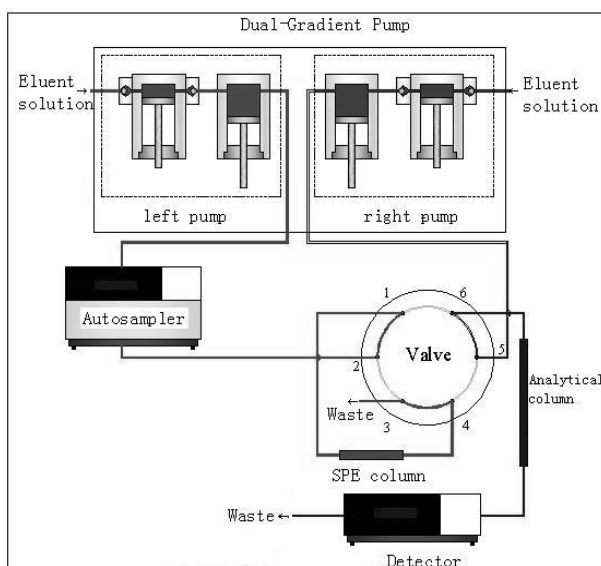 Dual-Gradient Pump
Eluent
solution
Eluent
solution
left pump
right pump
Autosampler
1
6
2
Valve
5
Waste
3
4
Analytical
column
SPE column
Waste
Detector